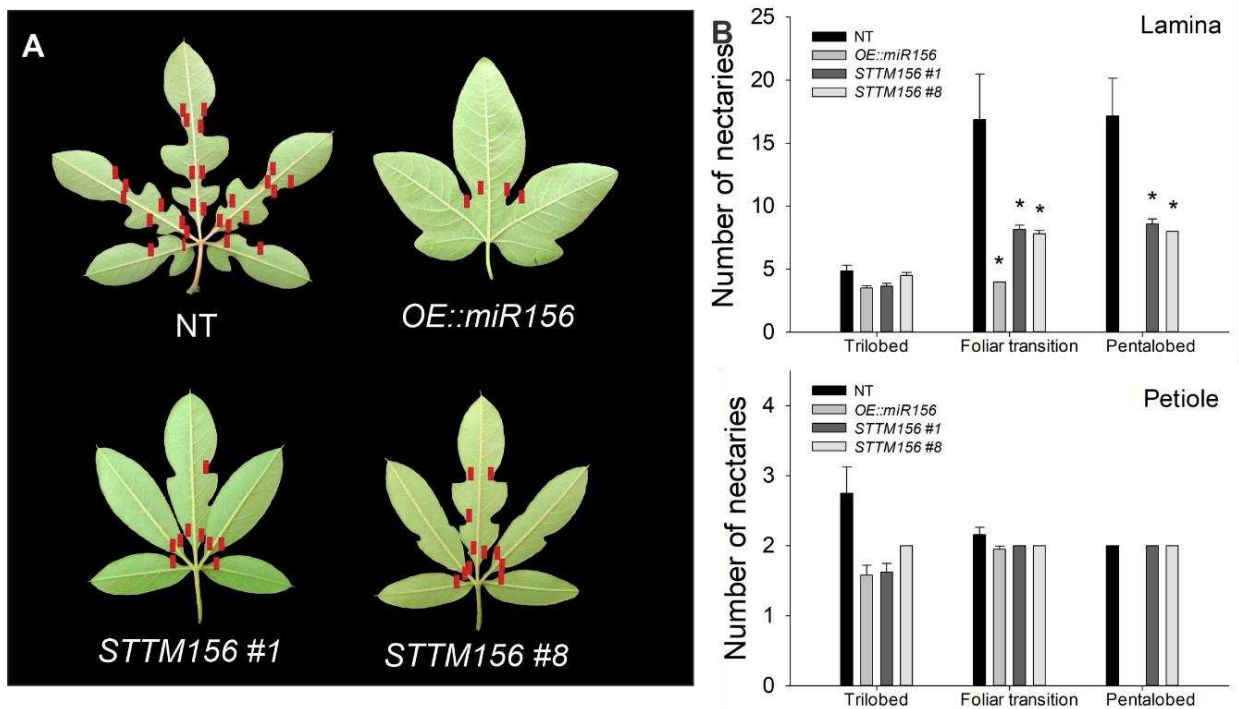 A
NT
OE::miR156
STTM156 #1
STTM156 #8
B
Lamina
Number of nectaries
25
20
15
10
5
0
NT
OE::miR156
STTM156 #1
STTM156 #8
*
*
*
*
*
Trilobed
Foliar transition
Pentalobed
Petiole
Number of nectaries
4
3
2
1
0
NT
OE::miR156
STTM156 #1
STTM156 #8
Trilobed
Foliar transition
Pentalobed